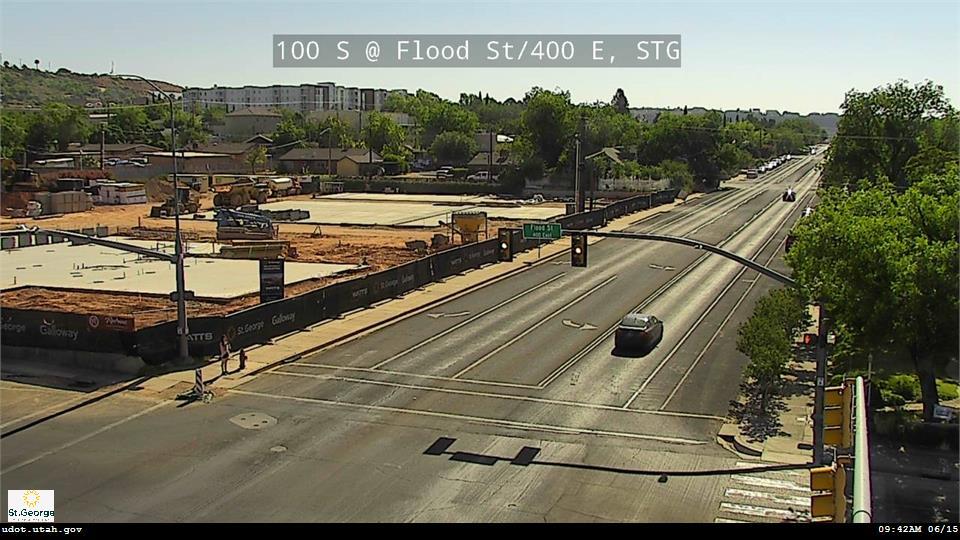 100 S @ Flood St/400 E, STG
Flood St
400 East
St.George
Galloway
WATTS
St.George
Galloway
St.George
udot.utah.gov
09:42AM 06/15